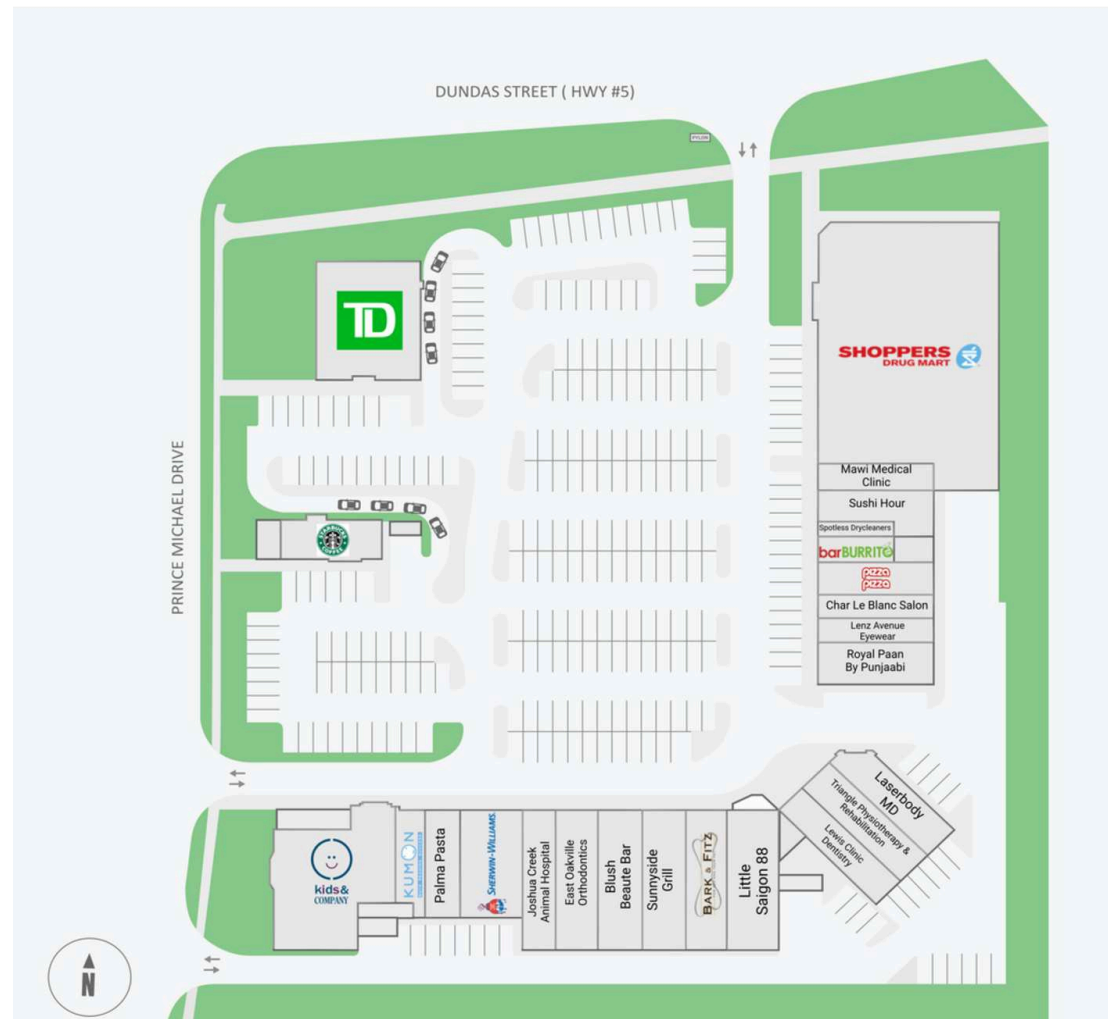 DUNDAS STREET ( HWY #5)
PYLON
TD
SHOPPERS
DRUG MART
PRINCE MICHAEL DRIVE
STARBUCKS
COFFEE
Mawi Medical
Clinic
Sushi Hour
Spotless Drycleaners
barBURRITO
PIZZA
PIZZA
Char Le Blanc Salon
Lenz Avenue
Eyewear
Royal Paan
By Punjaabi
Laserbody
MD
Triangle Physiotherapy &
Rehabilitation
Lewis Clinic
Dentistry
kids&
COMPANY
KUMON
Palma Pasta
SHERWIN-WILLIAMS.
Joshua Creek
Animal Hospital
East Oakville
Orthodontics
Blush
Beaute Bar
Sunnyside
Grill
BARK & FITZ
Little
Saigon 88
N